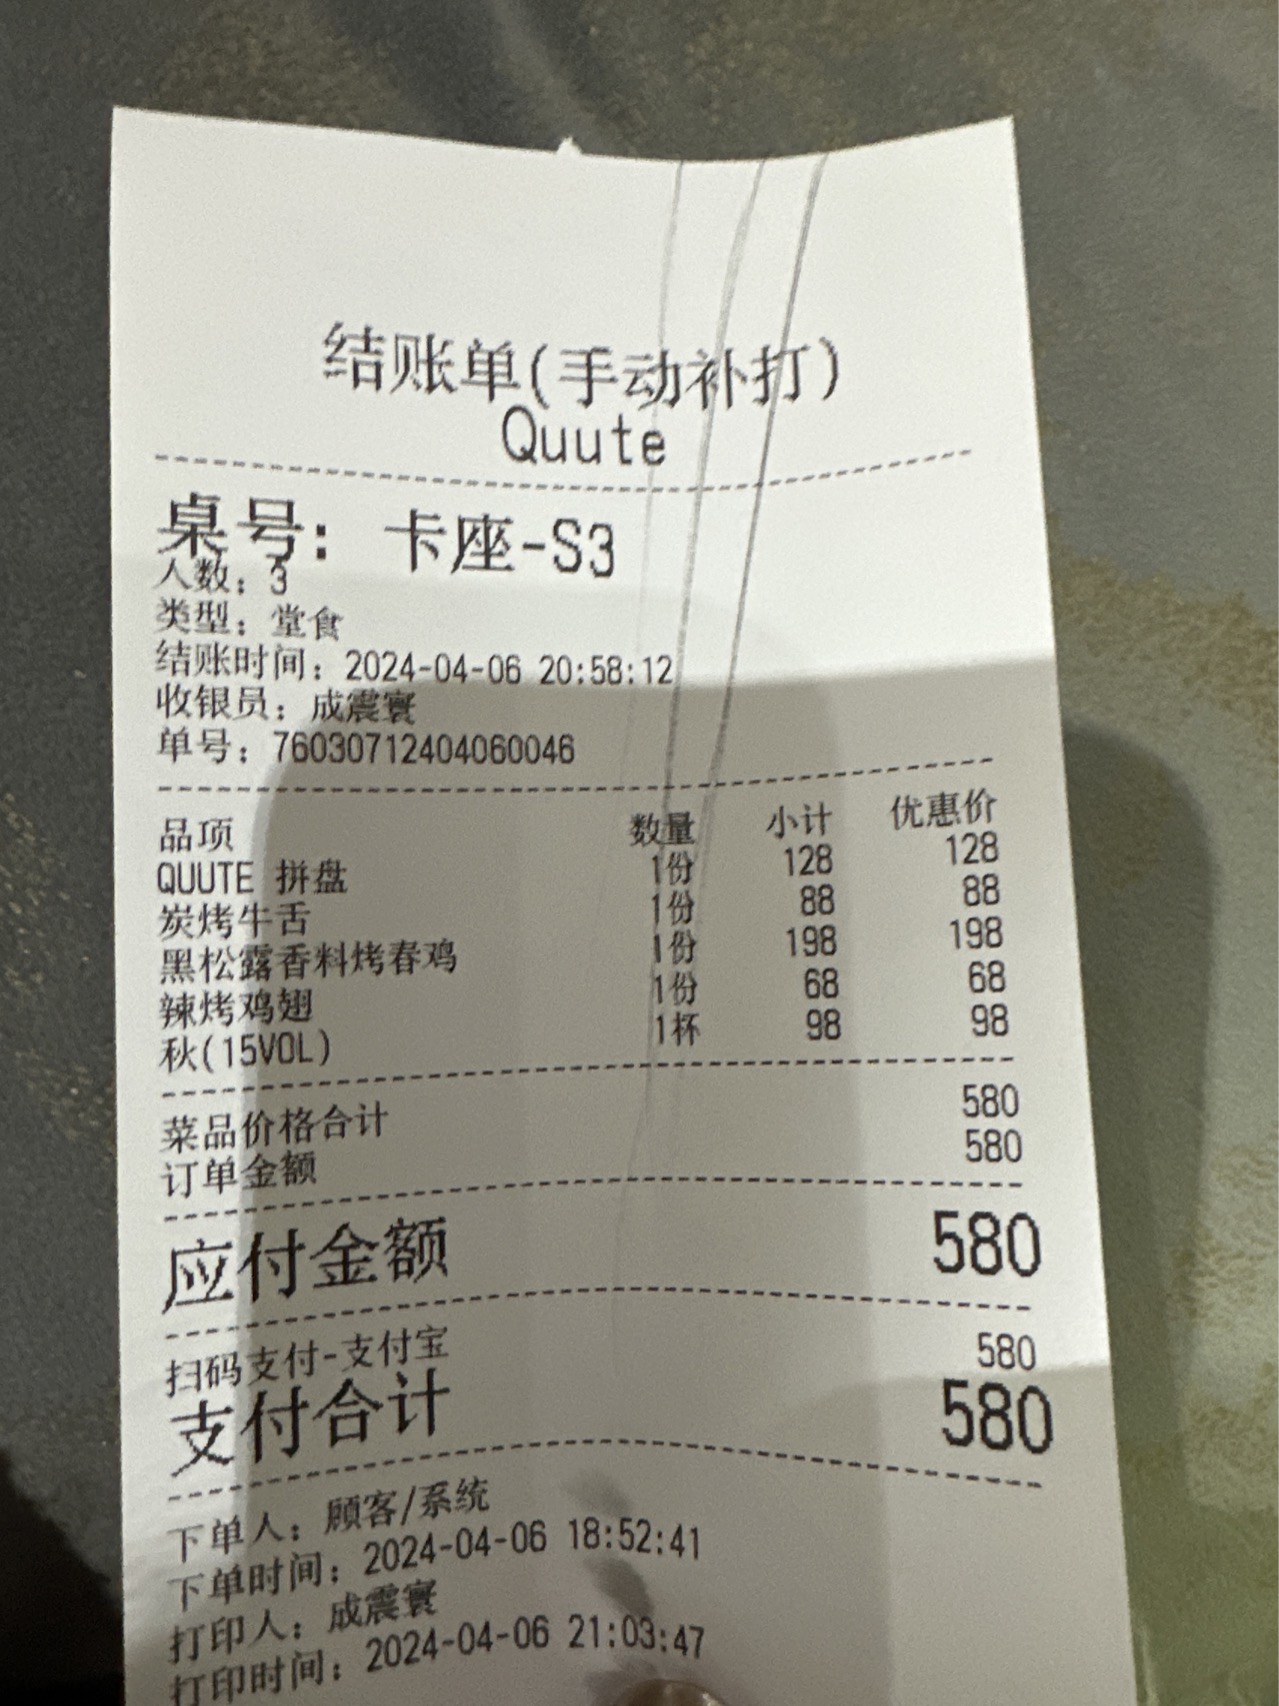 结账单(手动补打)
Quute
桌号: 卡座-S3
人数: 3
类型: 堂食
结账时间: 2024-04-06 20:58:12
收银员: 成震寰
单号: 76030712404060046
品项 数量 小计 优惠价
QUUTE 拼盘 1份 128 128
炭烤牛舌 1份 88 88
黑松露香料烤春鸡 1份 198 198
辣烤鸡翅 1份 68 68
秋(15VOL) 1杯 98 98
菜品价格合计 580
订单金额 580
应付金额 580
扫码支付-支付宝 580
支付合计 580
下单人: 顾客/系统
下单时间: 2024-04-06 18:52:41
打印人: 成震寰
打印时间: 2024-04-06 21:03:47